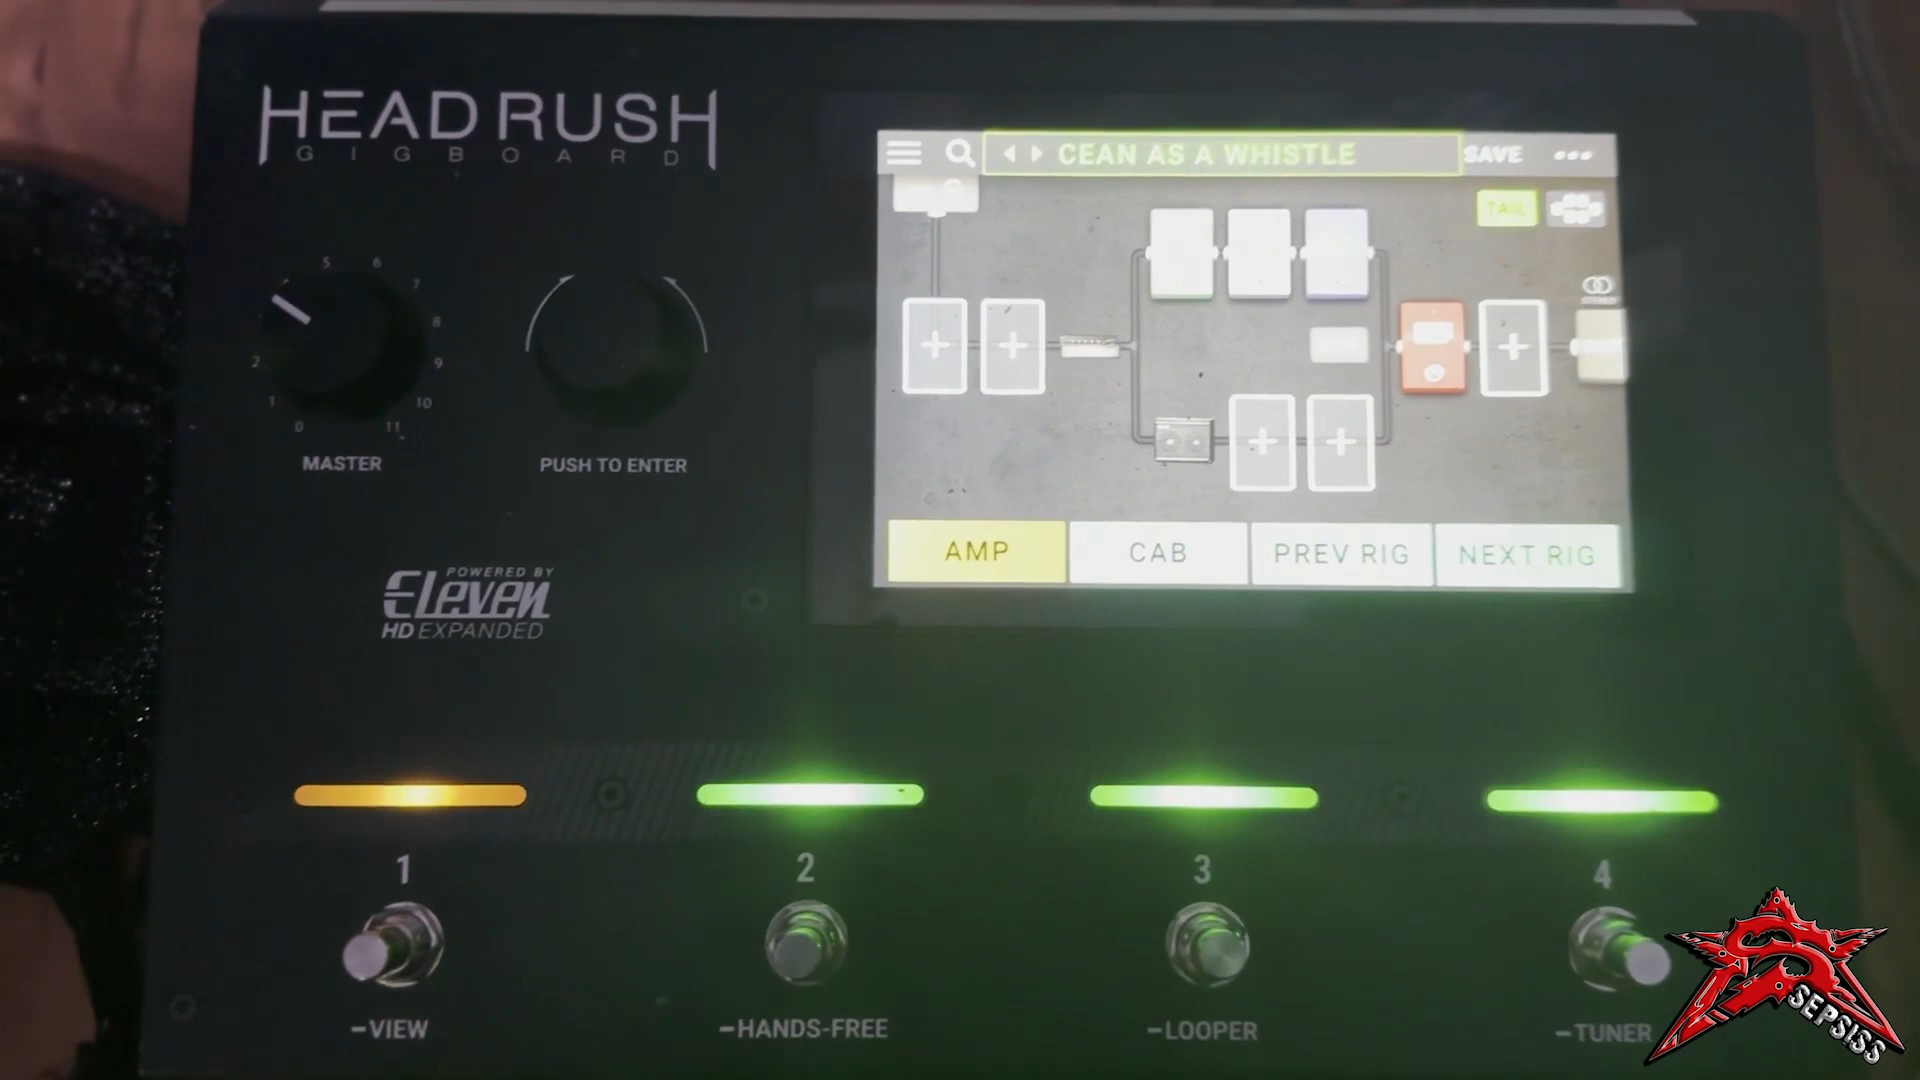 HEADRUSH
GIGBOARD
CEAN AS A WHISTLE
SAVE
TAIL
STEREO
5 6
7
8
2 9
1 10
0 11
MASTER
PUSH TO ENTER
AMP CAB PREV RIG NEXT RIG
POWERED BY
ELEVEN
HD EXPANDED
1 2 3 4
VIEW HANDS-FREE LOOPER TUNER
SEPSISS